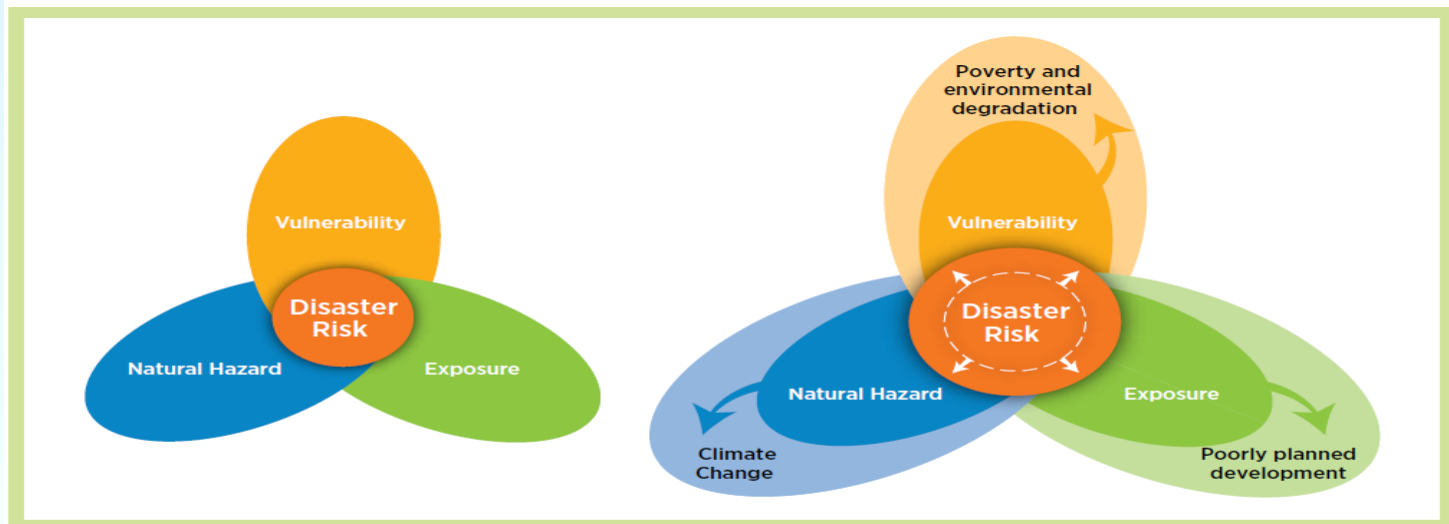 Vulnerability
Disaster
Risk
Natural Hazard
Exposure
Poverty and
environmental
degradation
Vulnerability
Disaster
Risk
Natural Hazard
Exposure
Climate
Change
Poorly planned
development